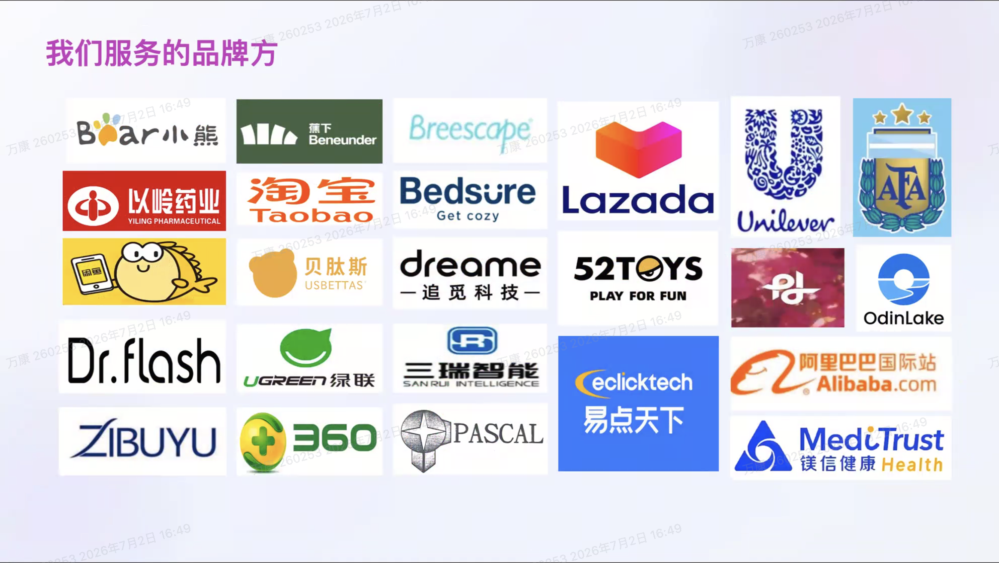 我们服务的品牌方
Bear小熊
蕉下
Beneunder
Breescape
Lazada
Unilever
AFA
以岭药业
YILING PHARMACEUTICAL
淘宝
Taobao
Bedsure
Get cozy
闲鱼
贝肽斯
USBETTAS
dreame
追觅科技
52TOYS
PLAY FOR FUN
OdinLake
Dr.flash
UGREEN绿联
三瑞智能
SANRUI INTELLIGENCE
eclicktech
易点天下
阿里巴巴国际站
Alibaba.com
ZIBUYU
360
PASCAL
MediTrust
镁信健康 Health
万康 260253 2026年7月2日 16:49